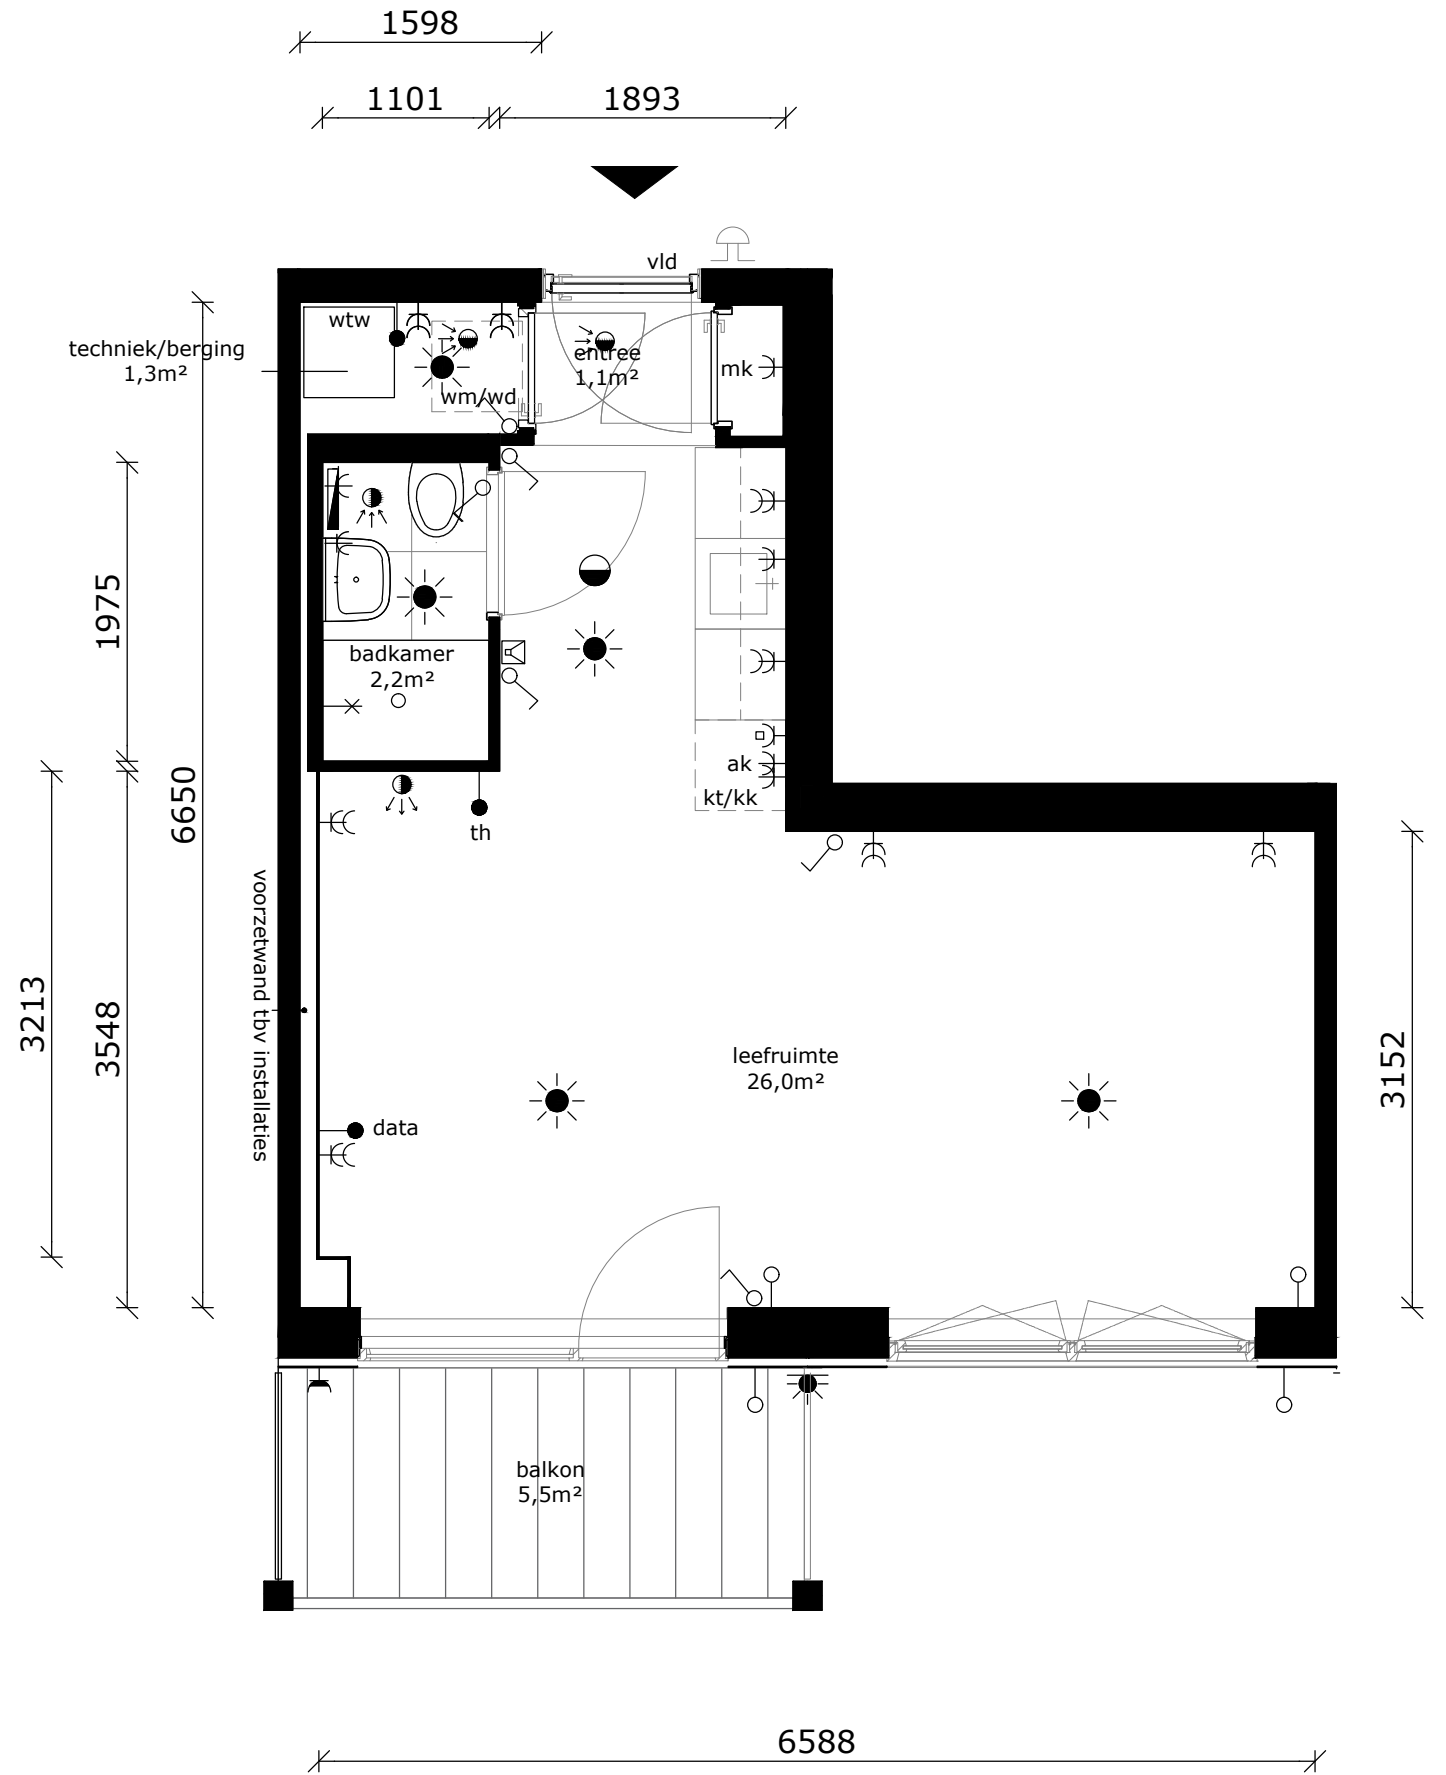 1598
1101
1893
vld
wtw
techniek/berging
1,3m²
entree
1,1m²
mk
wm/wd
1975
badkamer
2,2m²
ak
kt/kk
th
6650
voorzetwand tbv installaties
3213
3548
3152
leefruimte
26,0m²
data
balkon
5,5m²
6588